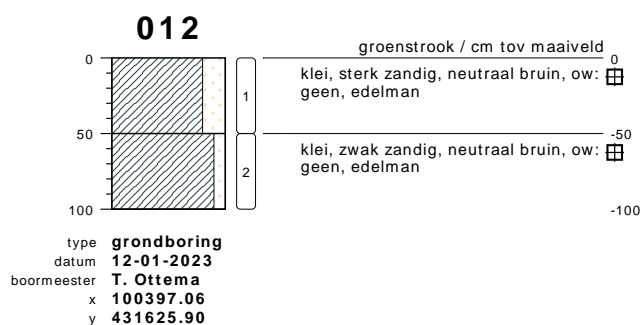 012
groenstrook / cm tov maaiveld
0
0
klei, sterk zandig, neutraal bruin, ow:
geen, edelman
1
50
-50
klei, zwak zandig, neutraal bruin, ow:
geen, edelman
2
100
-100
type grondboring
datum 12-01-2023
boormeester T. Ottema
x 100397.06
y 431625.90